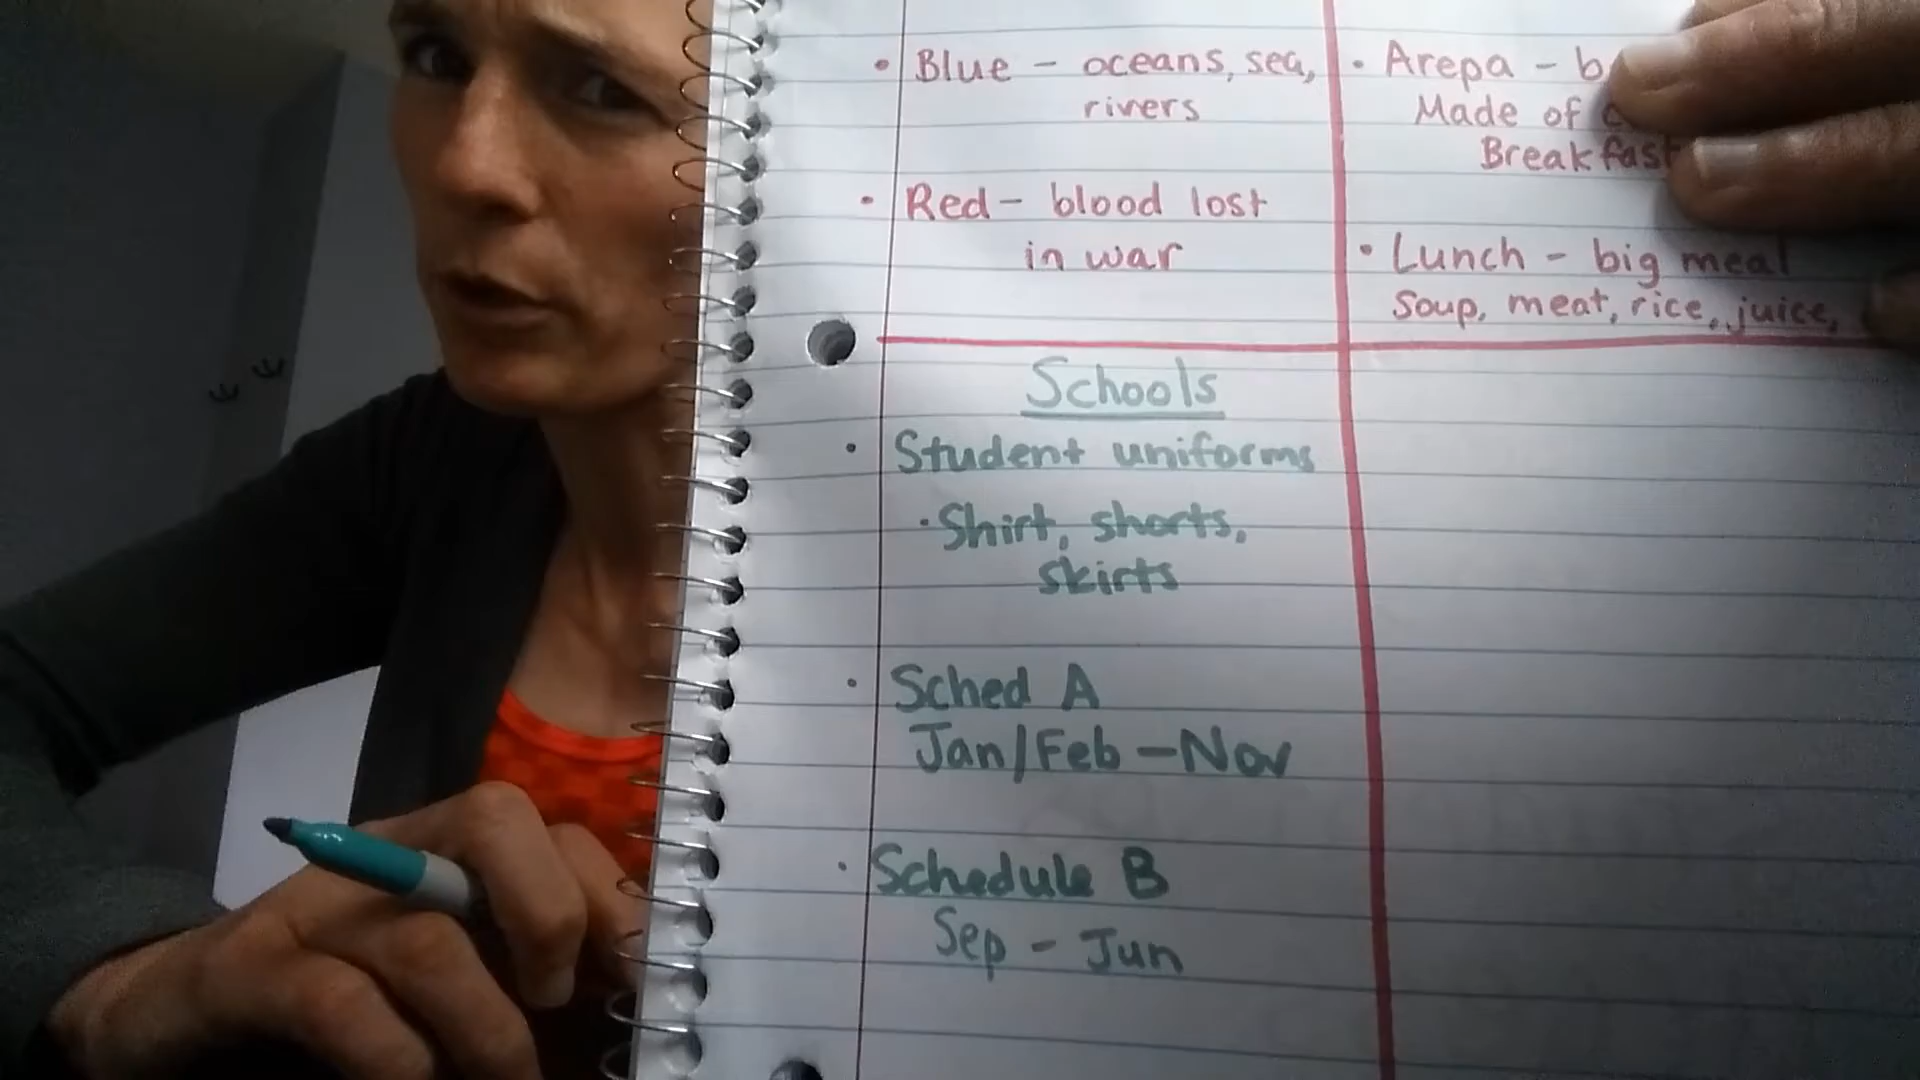 • Blue - oceans, sea,
rivers
• Red - blood lost
in war
• Arepa -
Made of
Breakfast
• Lunch - big meal
Soup, meat, rice, juice,
Schools
• Student uniforms
• Shirt, shorts,
skirts
• Sched A
Jan/Feb - Nov
• Schedule B
Sep - Jun